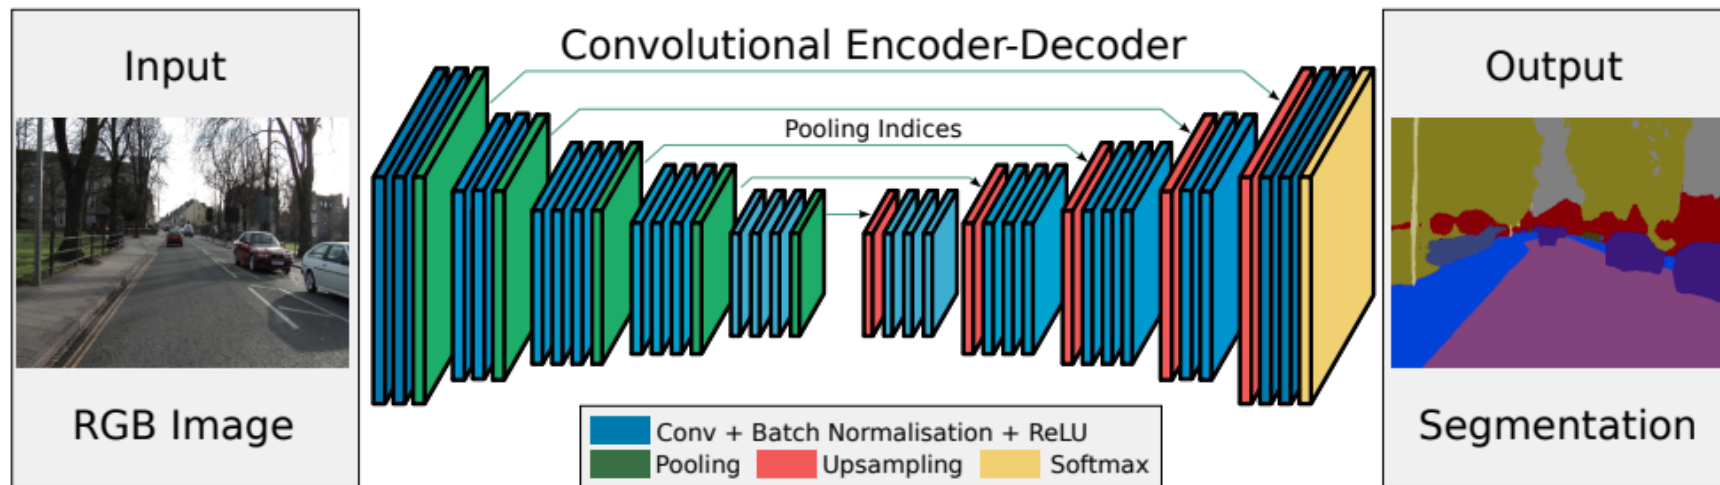 Input
RGB Image
Convolutional Encoder-Decoder
Pooling Indices
Conv + Batch Normalisation + ReLU
Pooling
Upsampling
Softmax
Output
Segmentation